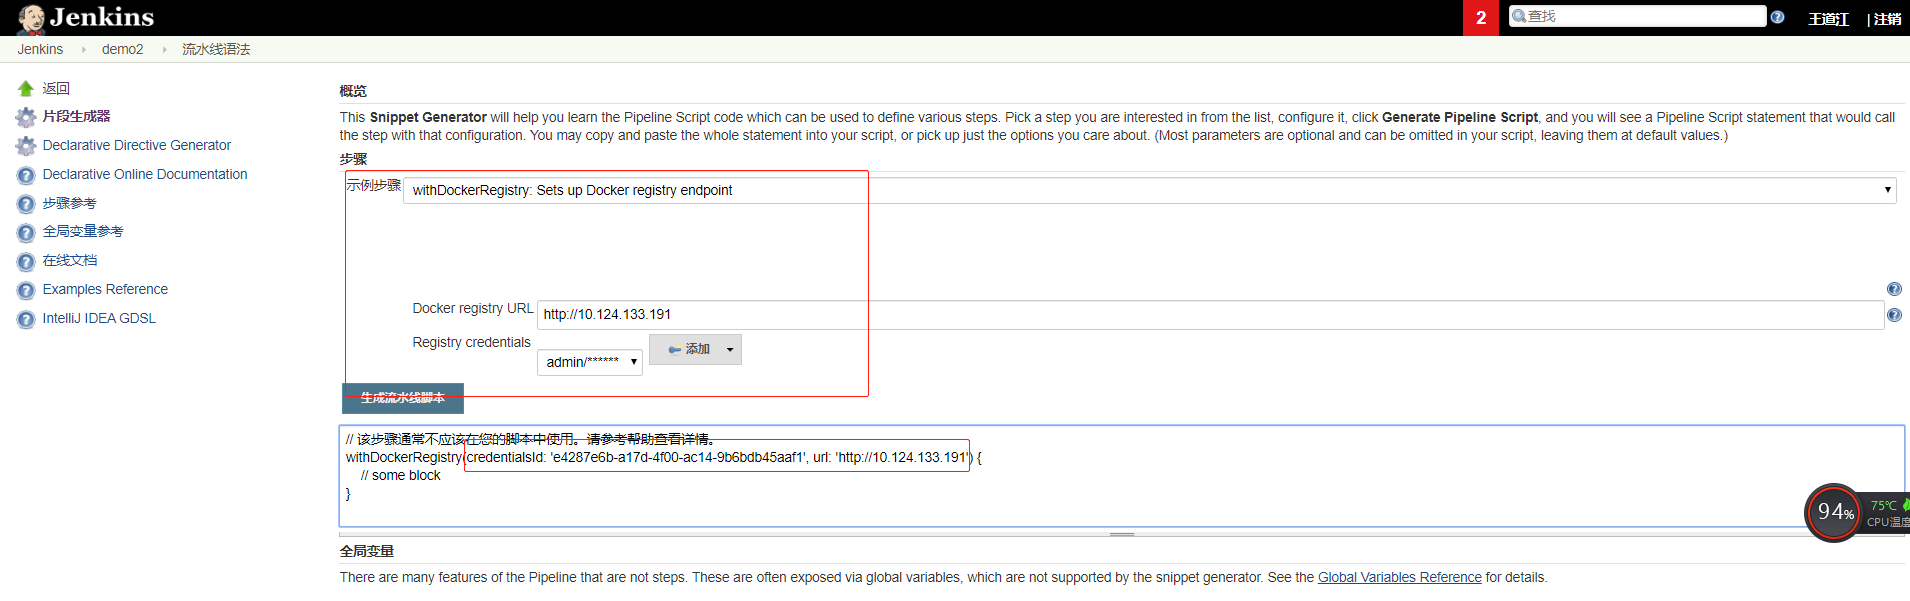 Jenkins
2
查找
王道江
| 注销
Jenkins
demo2
流水线语法
返回
片段生成器
Declarative Directive Generator
Declarative Online Documentation
步骤参考
全局变量参考
在线文档
Examples Reference
IntelliJ IDEA GDSL
概览
This Snippet Generator will help you learn the Pipeline Script code which can be used to define various steps. Pick a step you are interested in from the list, configure it, click Generate Pipeline Script, and you will see a Pipeline Script statement that would call
the step with that configuration. You may copy and paste the whole statement into your script, or pick up just the options you care about. (Most parameters are optional and can be omitted in your script, leaving them at default values.)
步骤
示例步骤
withDockerRegistry: Sets up Docker registry endpoint
Docker registry URL
http://10.124.133.191
Registry credentials
admin/******
添加
生成流水线脚本
// 该步骤通常不应该在您的脚本中使用。请参考帮助查看详情。
withDockerRegistry(credentialsId: 'e4287e6b-a17d-4f00-ac14-9b6bdb45aaf1', url: 'http://10.124.133.191') {
// some block
}
94%
75℃
CPU温度
全局变量
There are many features of the Pipeline that are not steps. These are often exposed via global variables, which are not supported by the snippet generator. See the Global Variables Reference for details.